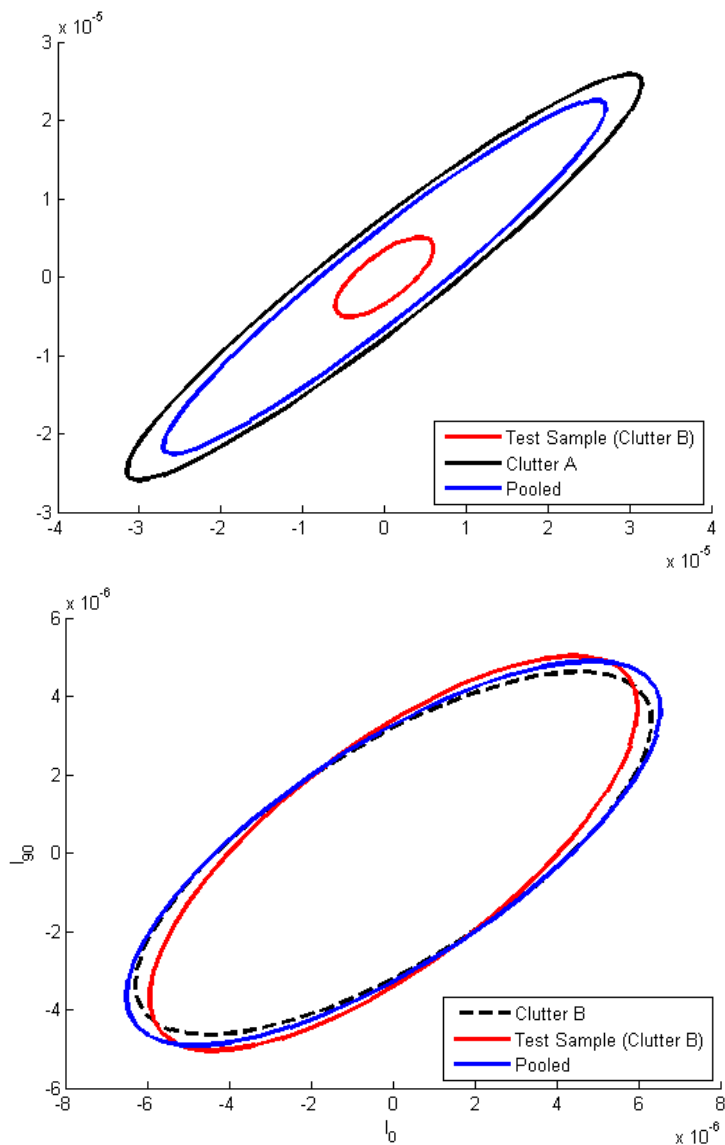 x 10⁻⁵
3
2
1
0
-1
-2
-3
-4 -3 -2 -1 0 1 2 3 4
x 10⁻⁵
Test Sample (Clutter B)
Clutter A
Pooled
x 10⁻⁶
6
4
2
0
-2
-4
-6
I₉₀
-8 -6 -4 -2 0 2 4 6 8
I₀
x 10⁻⁶
Clutter B
Test Sample (Clutter B)
Pooled